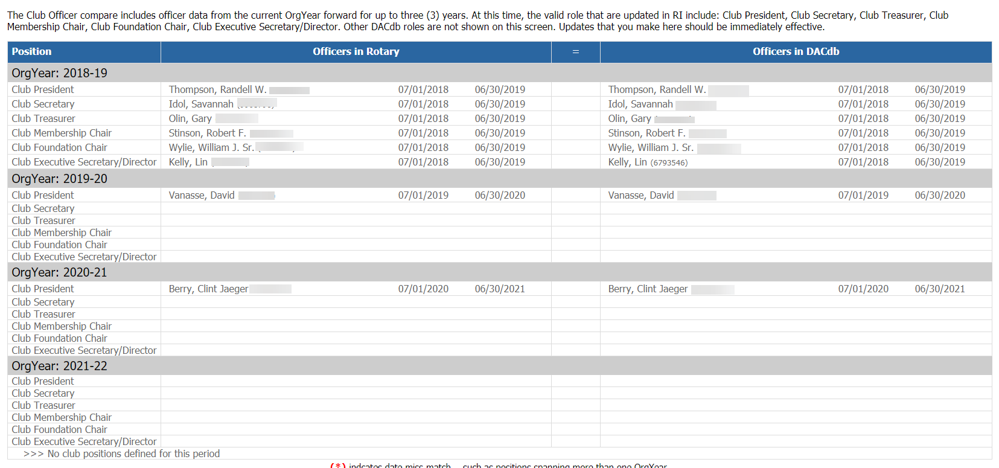 The Club Officer compare includes officer data from the current OrgYear forward for up to three (3) years. At this time, the valid role that are updated in RI include: Club President, Club Secretary, Club Treasurer, Club
Membership Chair, Club Foundation Chair, Club Executive Secretary/Director. Other DACdb roles are not shown on this screen. Updates that you make here should be immediately effective.
Position Officers in Rotary = Officers in DACdb
OrgYear: 2018-19
Club President Thompson, Randell W. 07/01/2018 06/30/2019 Thompson, Randell W. 07/01/2018 06/30/2019
Club Secretary Idol, Savannah 07/01/2018 06/30/2019 Idol, Savannah 07/01/2018 06/30/2019
Club Treasurer Olin, Gary 07/01/2018 06/30/2019 Olin, Gary 07/01/2018 06/30/2019
Club Membership Chair Stinson, Robert F. 07/01/2018 06/30/2019 Stinson, Robert F. 07/01/2018 06/30/2019
Club Foundation Chair Wylie, William J. Sr. 07/01/2018 06/30/2019 Wylie, William J. Sr. 07/01/2018 06/30/2019
Club Executive Secretary/Director Kelly, Lin 07/01/2018 06/30/2019 Kelly, Lin (6793546) 07/01/2018 06/30/2019
OrgYear: 2019-20
Club President Vanasse, David 07/01/2019 06/30/2020 Vanasse, David 07/01/2019 06/30/2020
Club Secretary
Club Treasurer
Club Membership Chair
Club Foundation Chair
Club Executive Secretary/Director
OrgYear: 2020-21
Club President Berry, Clint Jaeger 07/01/2020 06/30/2021 Berry, Clint Jaeger 07/01/2020 06/30/2021
Club Secretary
Club Treasurer
Club Membership Chair
Club Foundation Chair
Club Executive Secretary/Director
OrgYear: 2021-22
Club President
Club Secretary
Club Treasurer
Club Membership Chair
Club Foundation Chair
Club Executive Secretary/Director
>>> No club positions defined for this period
(*) indcates date miss match... such as positions spanning more than one OrgYear